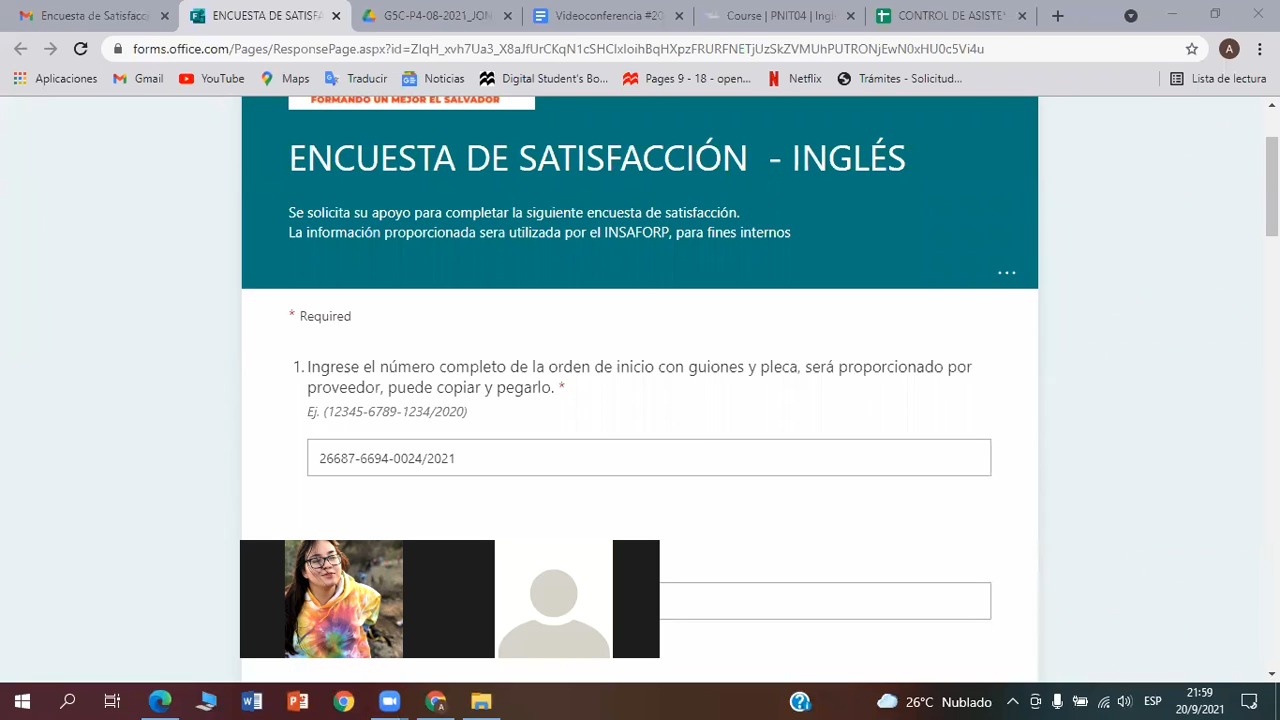 Encuesta de Satisfacc
ENCUESTA DE SATISF
G5C-P4-08-2021_JON
Videoconferencia #20
Course | PNIT04 | Ingl
CONTROL DE ASISTE
forms.office.com/Pages/ResponsePage.aspx?id=ZIqH_xvh7Ua3_X8aJfUrCKqN1cSHClxIoihBqHXpzFRURFNETjUzSkZVMUhPUTRONjEwN0xHU0c5Vi4u
A
Aplicaciones
Gmail
YouTube
Maps
Traducir
Noticias
Digital Student's Bo...
Pages 9 - 18 - open...
Netflix
Trámites - Solicitud...
Lista de lectura
FORMANDO UN MEJOR EL SALVADOR
ENCUESTA DE SATISFACCIÓN - INGLÉS
Se solicita su apoyo para completar la siguiente encuesta de satisfacción.
La información proporcionada sera utilizada por el INSAFORP, para fines internos
* Required
1. Ingrese el número completo de la orden de inicio con guiones y pleca, será proporcionado por
proveedor, puede copiar y pegarlo. *
Ej. (12345-6789-1234/2020)
26687-6694-0024/2021
26°C Nublado
ESP
21:59
20/9/2021